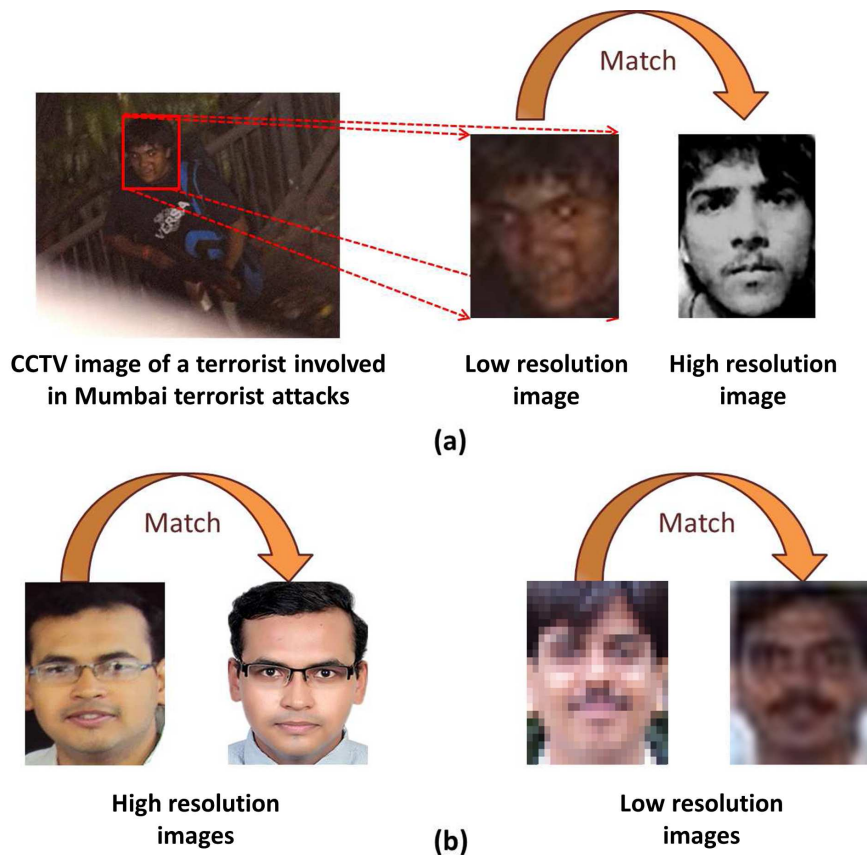 Match
VERSA
CCTV image of a terrorist involved
in Mumbai terrorist attacks
Low resolution
image
High resolution
image
(a)
Match
Match
High resolution
images
Low resolution
images
(b)